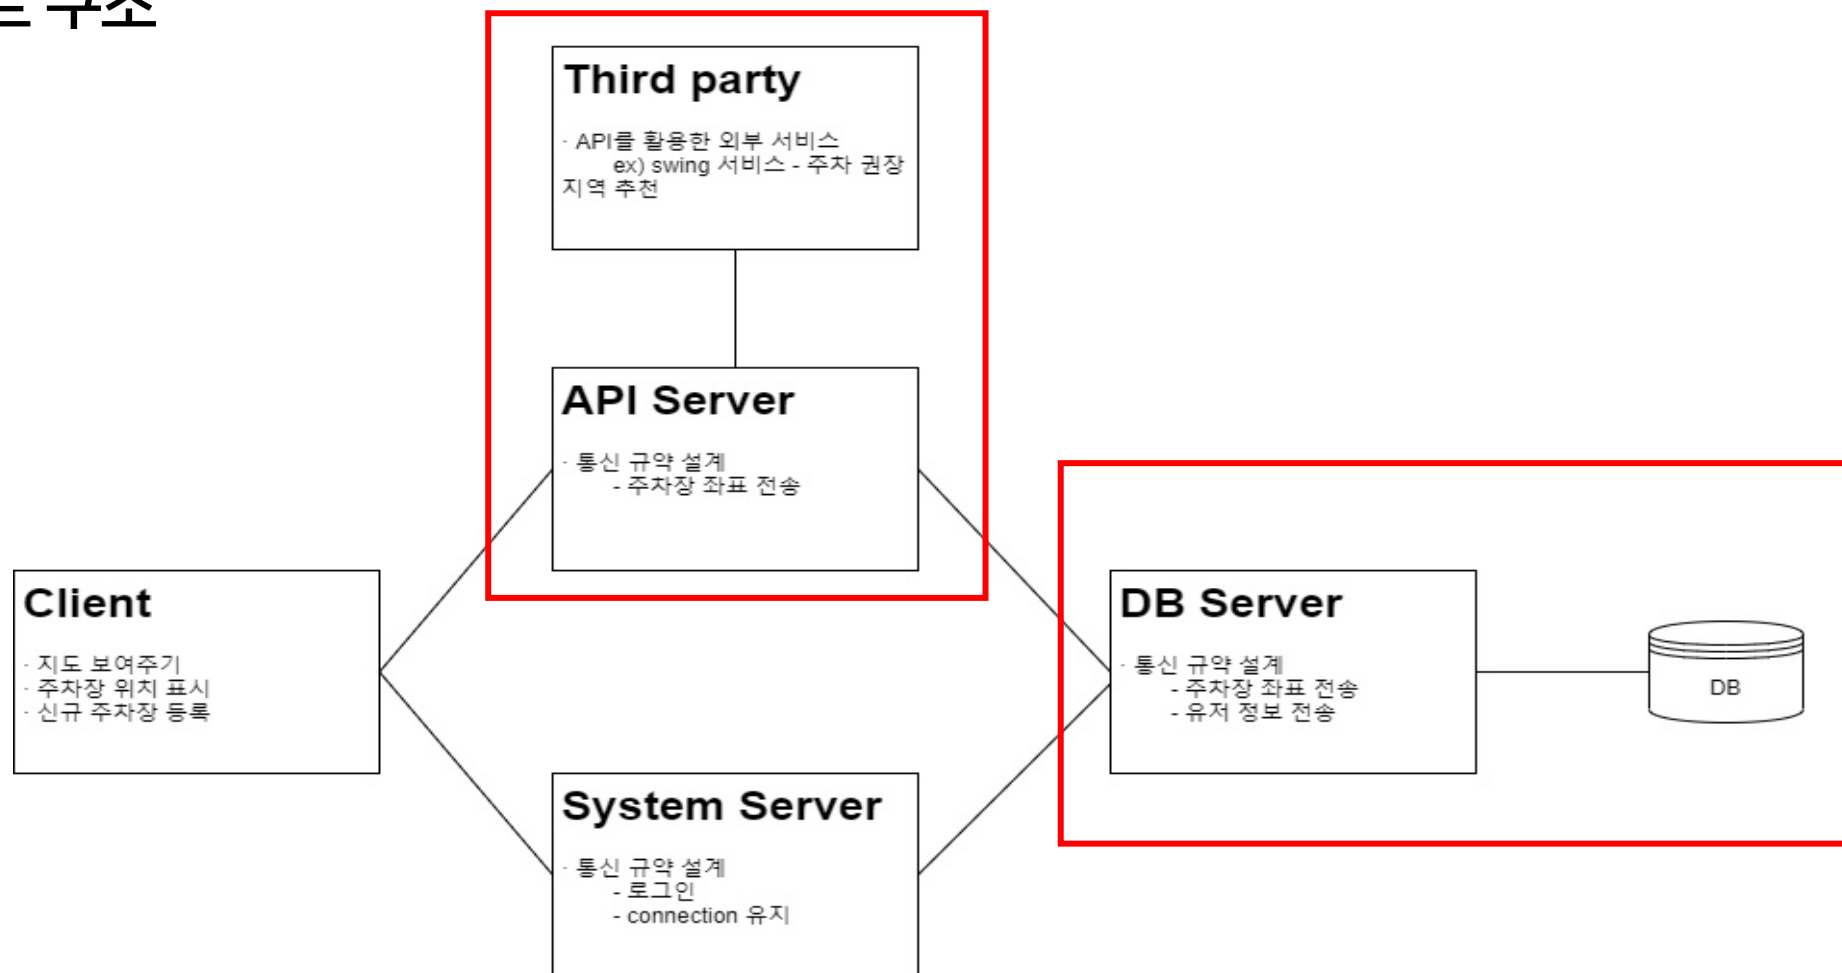 구조
Third party
· API를 활용한 외부 서비스
ex) swing 서비스 - 주차 권장
지역 추천
API Server
· 통신 규약 설계
- 주차장 좌표 전송
Client
· 지도 보여주기
· 주차장 위치 표시
· 신규 주차장 등록
DB Server
· 통신 규약 설계
- 주차장 좌표 전송
- 유저 정보 전송
DB
System Server
· 통신 규약 설계
- 로그인
- connection 유지